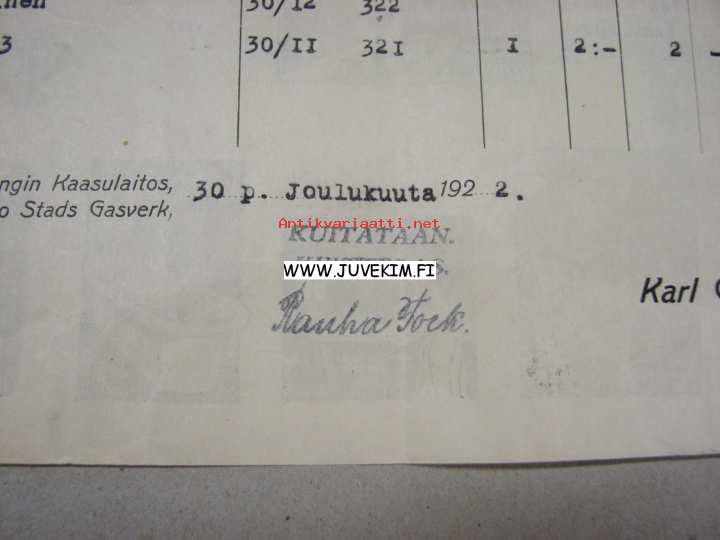 30/12 322
3 30/II 32I I 2:- 2 -
ngin Kaasulaitos, 30 p. Joulukuuta 192 2.
o Stads Gasverk,
Antikvariaatti.net
KUITATAAN.
WWW.JUVEKIM.FI
Rauha
Karl